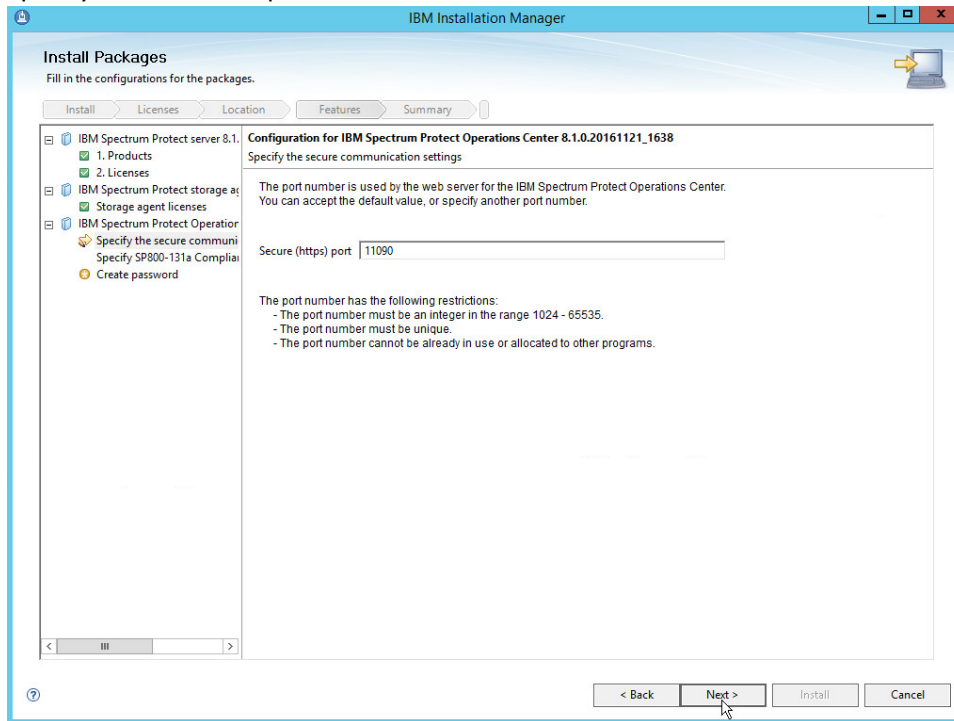 IBM Installation Manager
Install Packages
Fill in the configurations for the packages.
Install Licenses Location Features Summary
IBM Spectrum Protect server 8.1.
1. Products
2. Licenses
IBM Spectrum Protect storage ag
Storage agent licenses
IBM Spectrum Protect Operation
Specify the secure communi
Specify SP800-131a Complian
Create password
Configuration for IBM Spectrum Protect Operations Center 8.1.0.20161121_1638
Specify the secure communication settings
The port number is used by the web server for the IBM Spectrum Protect Operations Center.
You can accept the default value, or specify another port number.
Secure (https) port 11090
The port number has the following restrictions:
- The port number must be an integer in the range 1024 - 65535.
- The port number must be unique.
- The port number cannot be already in use or allocated to other programs.
< Back Next > Install Cancel